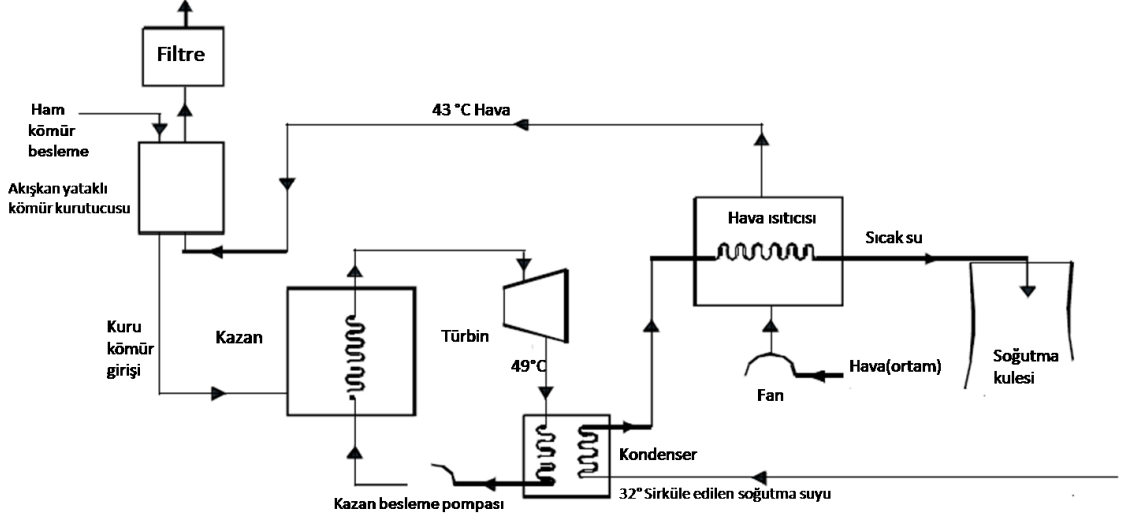 Filtre
Ham
kömür
besleme
43 °C Hava
Akışkan yataklı
kömür kurutucusu
Hava ısıtıcısı
Sıcak su
Kuru
kömür
girişi
Kazan
Türbin
49°C
Hava(ortam)
Fan
Soğutma
kulesi
Kondenser
Kazan besleme pompası
32° Sirküle edilen soğutma suyu